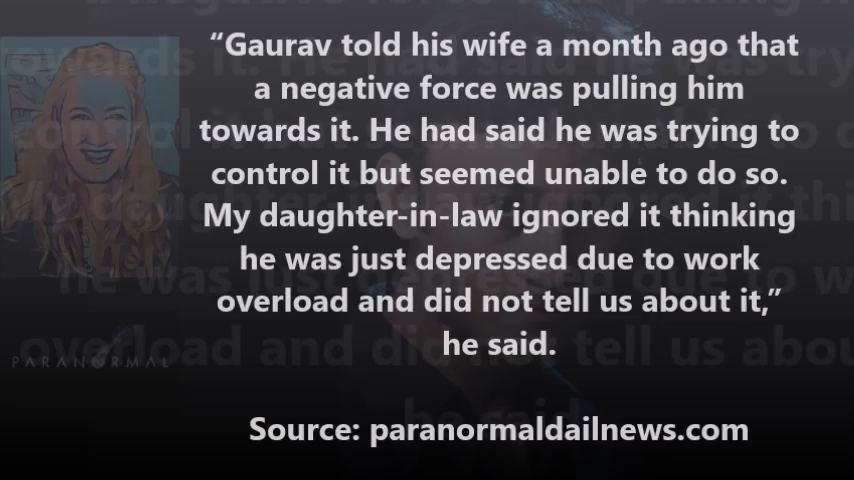 “Gaurav told his wife a month ago that
a negative force was pulling him
towards it. He had said he was trying to
control it but seemed unable to do so.
My daughter-in-law ignored it thinking
he was just depressed due to work
overload and did not tell us about it,”
he said.
PARANORMAL
Source: paranormaldailnews.com